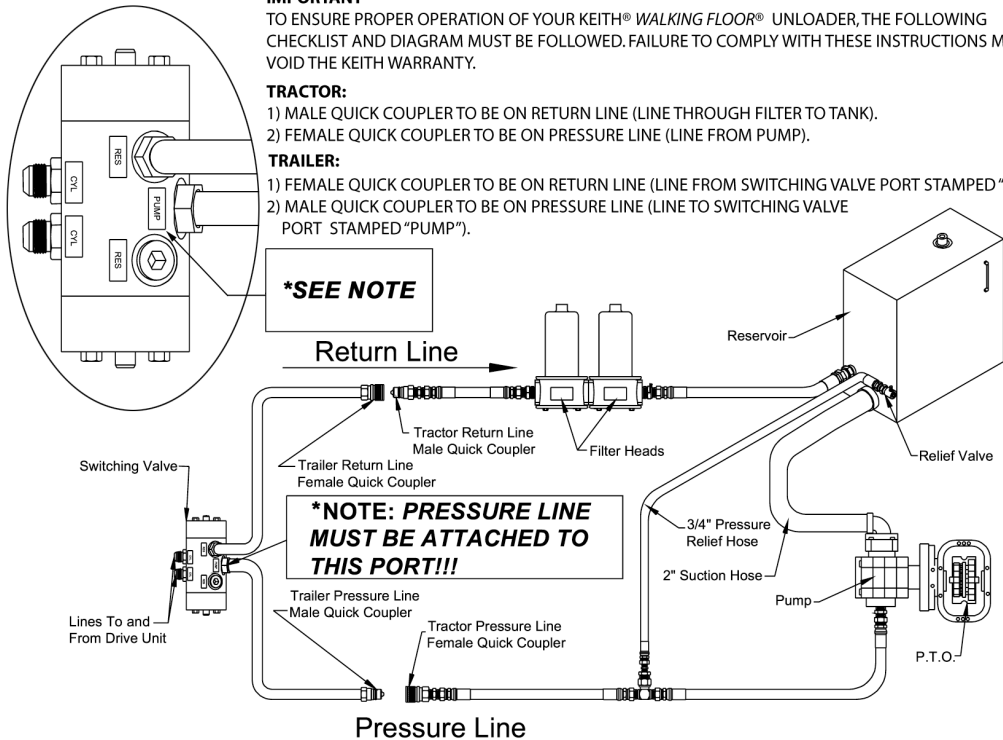 TO ENSURE PROPER OPERATION OF YOUR KEITH® WALKING FLOOR® UNLOADER, THE FOLLOWING
CHECKLIST AND DIAGRAM MUST BE FOLLOWED. FAILURE TO COMPLY WITH THESE INSTRUCTIONS
VOID THE KEITH WARRANTY.
TRACTOR:
1) MALE QUICK COUPLER TO BE ON RETURN LINE (LINE THROUGH FILTER TO TANK).
2) FEMALE QUICK COUPLER TO BE ON PRESSURE LINE (LINE FROM PUMP).
TRAILER:
1) FEMALE QUICK COUPLER TO BE ON RETURN LINE (LINE FROM SWITCHING VALVE PORT STAMPED "
2) MALE QUICK COUPLER TO BE ON PRESSURE LINE (LINE TO SWITCHING VALVE
PORT STAMPED "PUMP").
RES
CYL
PUMP
CYL
RES
*SEE NOTE
Return Line
Reservoir
Tractor Return Line
Male Quick Coupler
Filter Heads
Relief Valve
Switching Valve
Trailer Return Line
Female Quick Coupler
*NOTE: PRESSURE LINE
MUST BE ATTACHED TO
THIS PORT!!!
3/4" Pressure
Relief Hose
2" Suction Hose
Pump
P.T.O.
Lines To and
From Drive Unit
Trailer Pressure Line
Male Quick Coupler
Tractor Pressure Line
Female Quick Coupler
Pressure Line